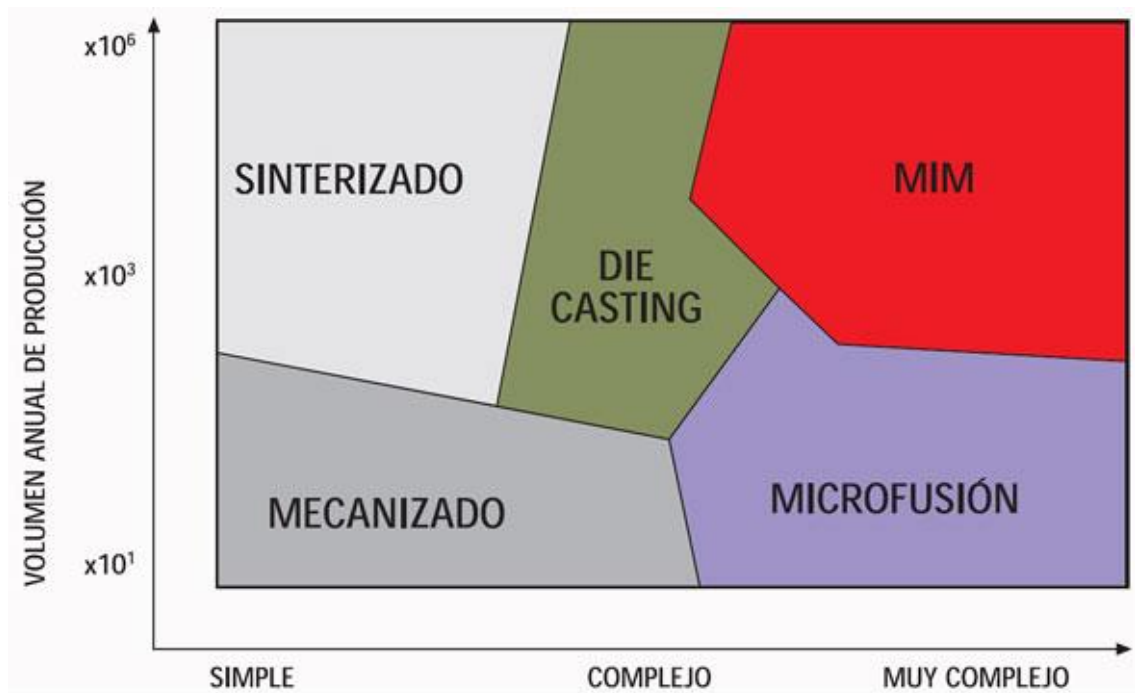 VOLUMEN ANUAL DE PRODUCCIÓN
x10⁶
x10³
x10¹
SINTERIZADO
MIM
DIE
CASTING
MECANIZADO
MICROFUSIÓN
SIMPLE
COMPLEJO
MUY COMPLEJO